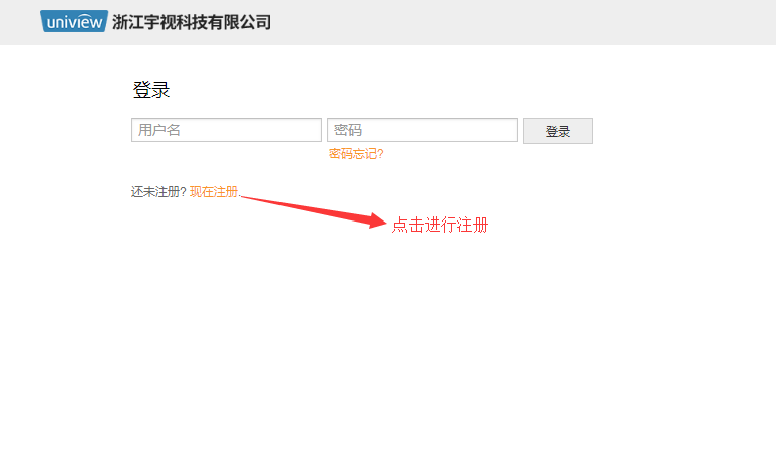 uniview 浙江宇视科技有限公司
登录
用户名 密码 登录
密码忘记?
还未注册? 现在注册.
点击进行注册